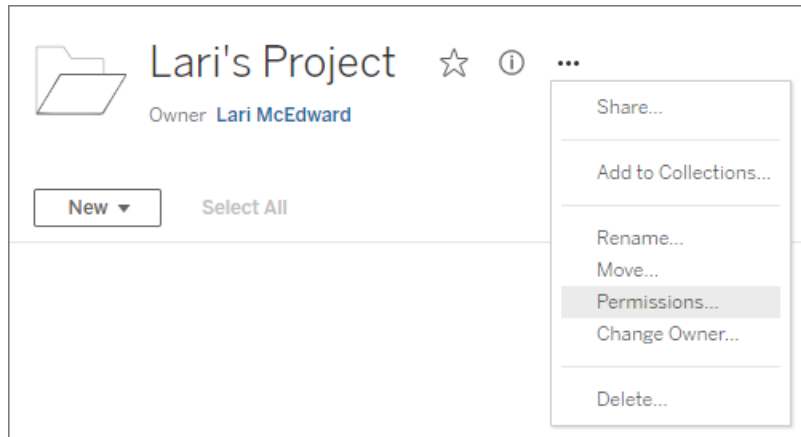 Lari's Project
Owner Lari McEdward
New
Select All
Share...
Add to Collections...
Rename...
Move...
Permissions...
Change Owner...
Delete...